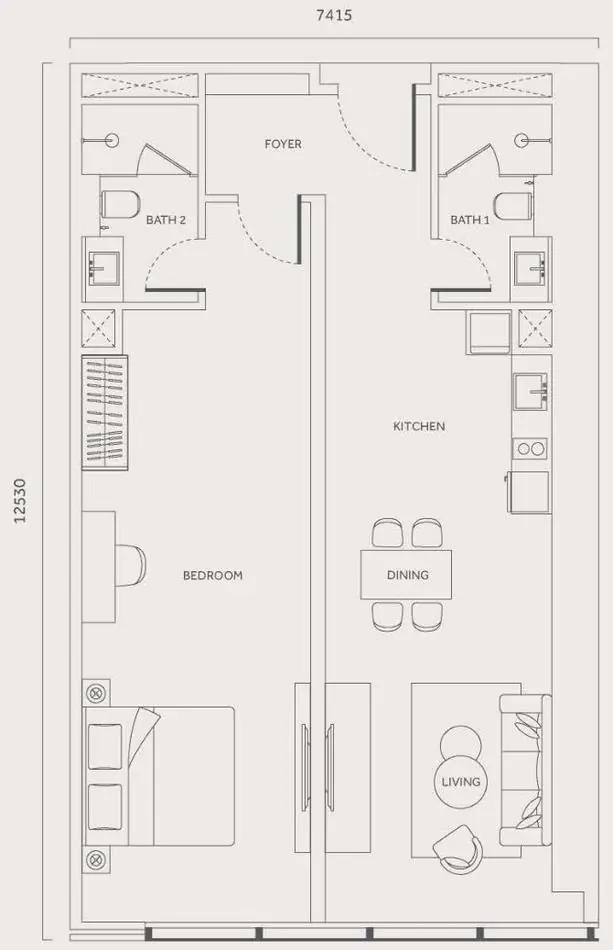 7415
FOYER
BATH 2
BATH 1
12530
KITCHEN
BEDROOM
DINING
LIVING